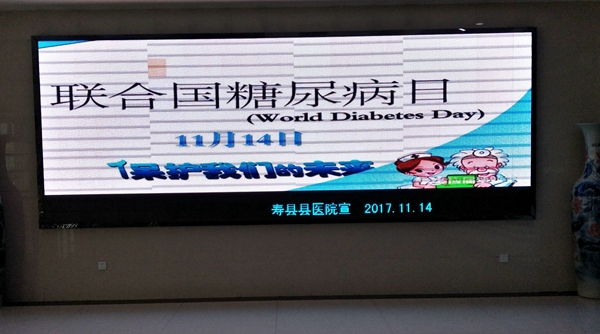 联合国糖尿病日
(World Diabetes Day)
11月14日
保护我们的未来
寿县县医院宣 2017.11.14